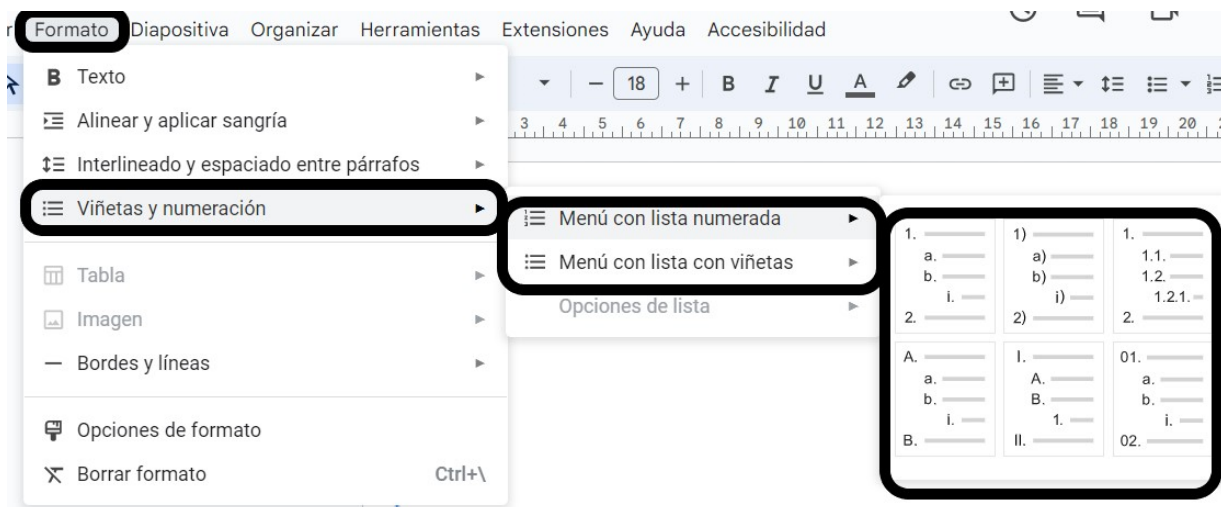 Formato Diapositiva Organizar Herramientas Extensiones Ayuda Accesibilidad
B Texto
Alinear y aplicar sangría
Interlineado y espaciado entre párrafos
Viñetas y numeración
Tabla
Imagen
Bordes y líneas
Opciones de formato
Borrar formato Ctrl+\
18 B I U A
3 4 5 6 7 8 9 10 11 12 13 14 15 16 17 18 19 20
Menú con lista numerada
Menú con lista con viñetas
Opciones de lista
1.
a.
b.
i.
2.
1)
a)
b)
i)
2)
1.
1.1.
1.2.
1.2.1.
2.
A.
a.
b.
i.
B.
I.
A.
B.
1.
II.
01.
a.
b.
i.
02.